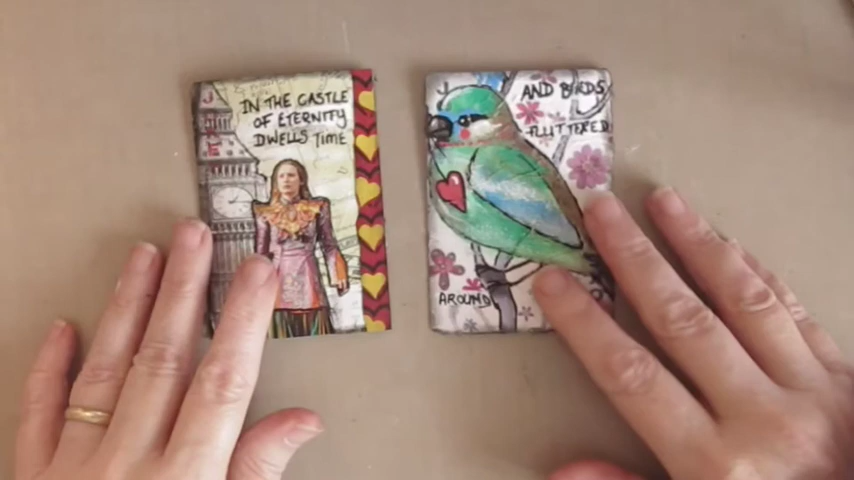 IN THE CASTLE
OF ETERNITY
DWELLS TIME
AND BIRDS
FLUTTERED
AROUND